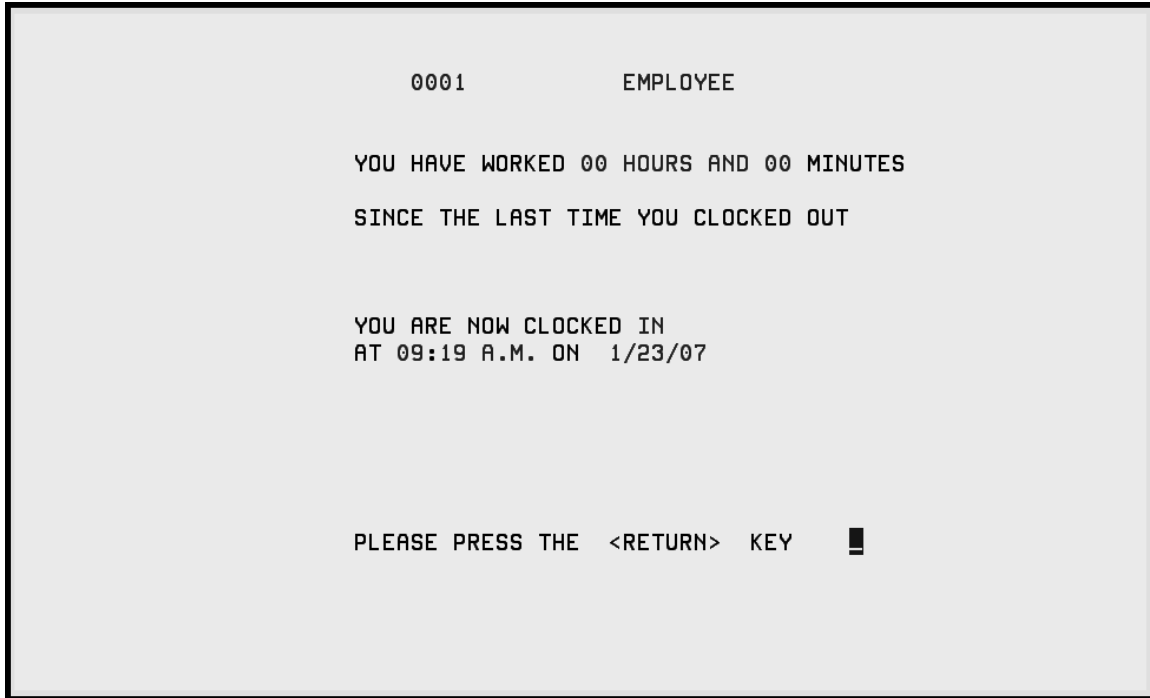 0001 EMPLOYEE
YOU HAVE WORKED 00 HOURS AND 00 MINUTES
SINCE THE LAST TIME YOU CLOCKED OUT
YOU ARE NOW CLOCKED IN
AT 09:19 A.M. ON 1/23/07
PLEASE PRESS THE <RETURN> KEY